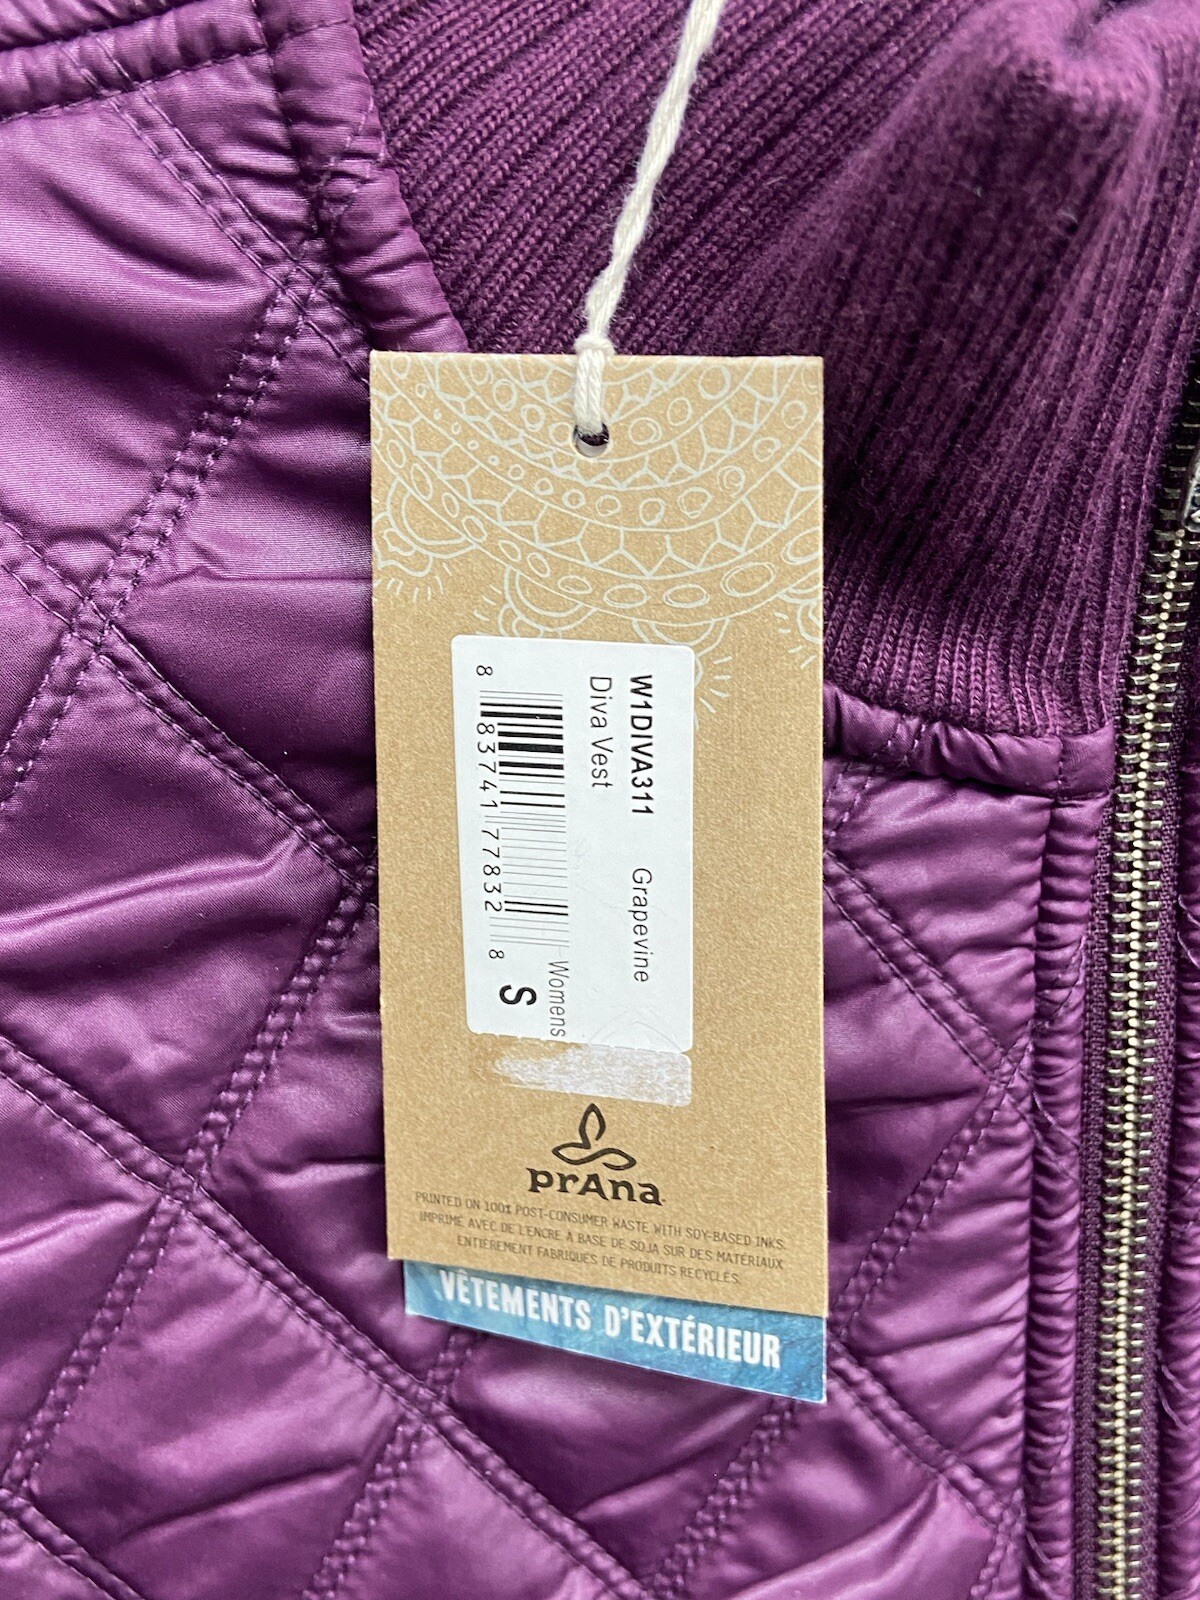 W1DIVA311 Grapevine
Diva Vest
Womens
S
8 83741 77832 8
prAna
PRINTED ON 100% POST-CONSUMER WASTE WITH SOY-BASED INKS.
IMPRIMÉ AVEC DE L'ENCRE À BASE DE SOJA SUR DES MATÉRIAUX
ENTIÈREMENT FABRIQUÉS DE PRODUITS RECYCLÉS.
VÊTEMENTS D'EXTÉRIEUR